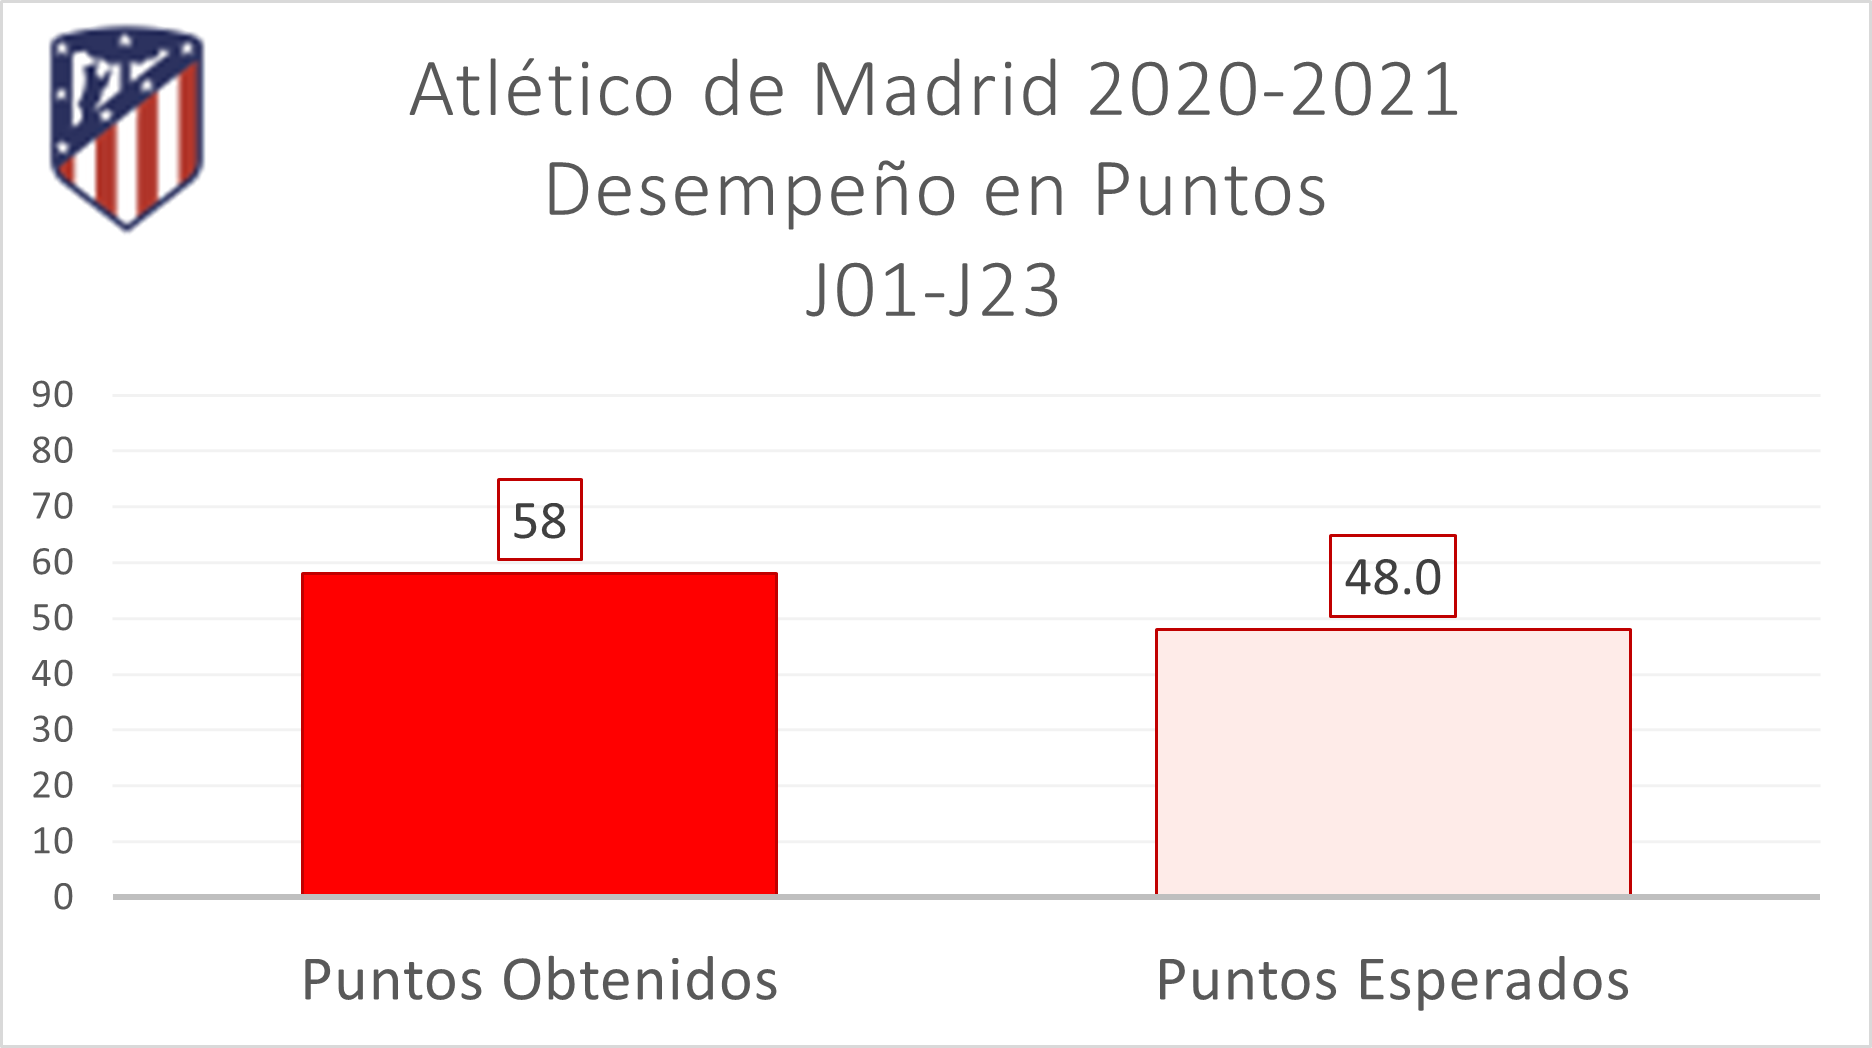 Atlético de Madrid 2020-2021
Desempeño en Puntos
J01-J23
90
80
70
60
50
40
30
20
10
0
58
48.0
Puntos Obtenidos
Puntos Esperados